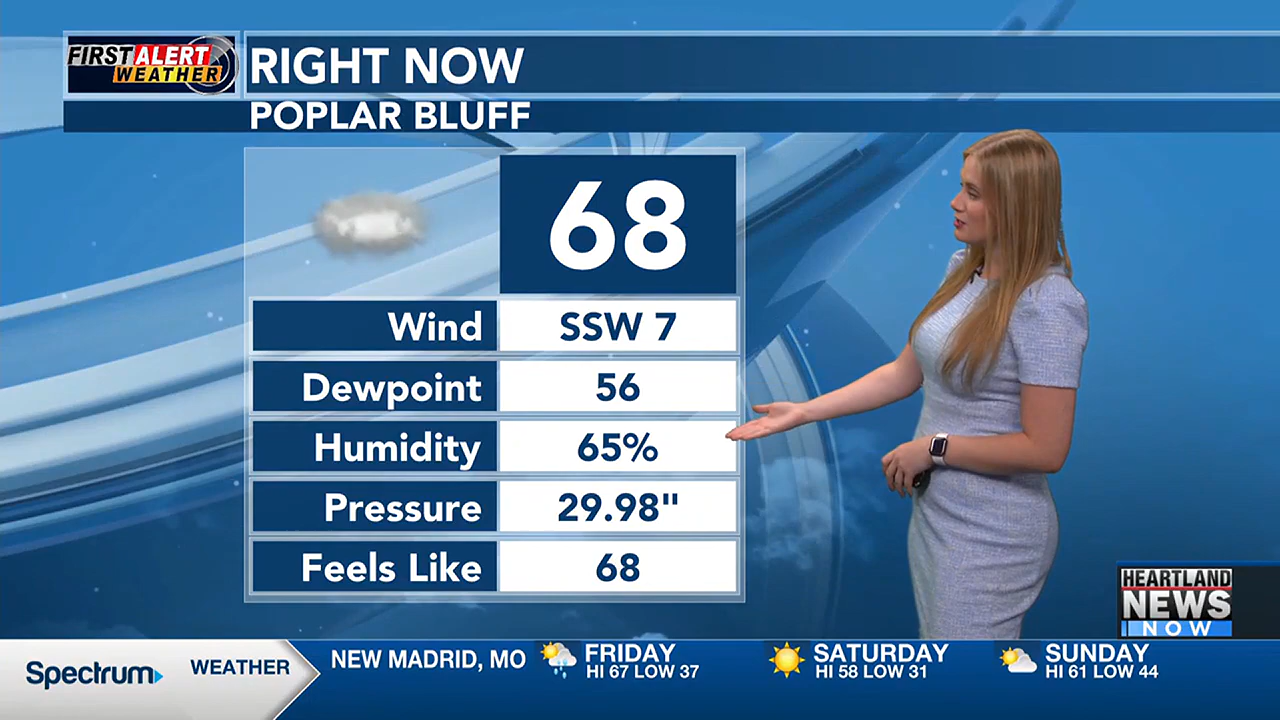 FIRST ALERT
WEATHER
RIGHT NOW
POPLAR BLUFF
68
Wind SSW 7
Dewpoint 56
Humidity 65%
Pressure 29.98"
Feels Like 68
HEARTLAND
NEWS
NOW
Spectrum WEATHER
NEW MADRID, MO
FRIDAY
HI 67 LOW 37
SATURDAY
HI 58 LOW 31
SUNDAY
HI 61 LOW 44